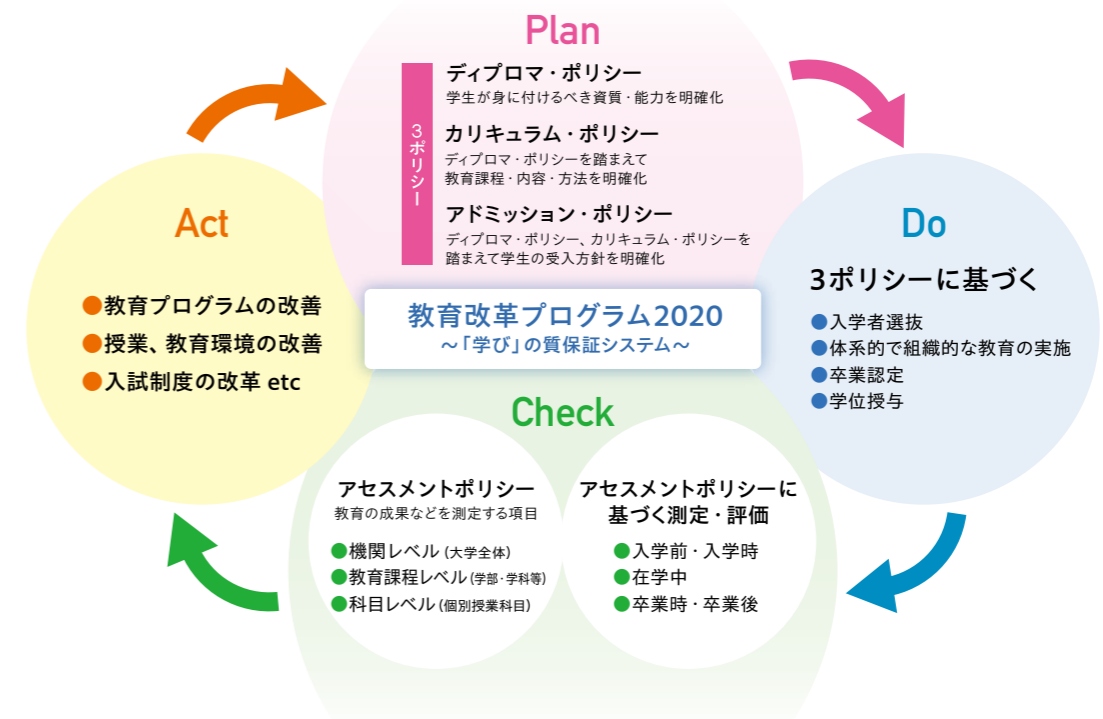 Plan
3ポリシー
ディプロマ・ポリシー
学生が身に付けるべき資質・能力を明確化
カリキュラム・ポリシー
ディプロマ・ポリシーを踏まえて
教育課程・内容・方法を明確化
アドミッション・ポリシー
ディプロマ・ポリシー、カリキュラム・ポリシーを
踏まえて学生の受入方針を明確化
Do
3ポリシーに基づく
●入学者選抜
●体系的で組織的な教育の実施
●卒業認定
●学位授与
教育改革プログラム2020
～「学び」の質保証システム～
Check
アセスメントポリシー
教育の成果などを測定する項目
●機関レベル(大学全体)
●教育課程レベル(学部・学科等)
●科目レベル(個別授業科目)
アセスメントポリシーに
基づく測定・評価
●入学前・入学時
●在学中
●卒業時・卒業後
Act
●教育プログラムの改善
●授業、教育環境の改善
●入試制度の改革 etc